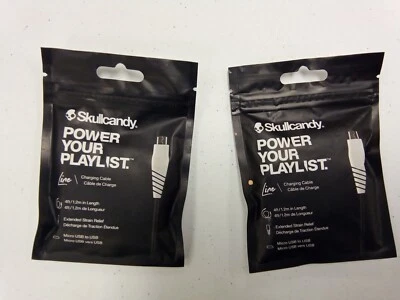 Skullcandy
POWER
YOUR
PLAYLIST.™
Line
Charging Cable
Câble de Charge
4ft/1.2m in Length
4ft/1.2m de Longueur
Extended Strain Relief
Décharge de Traction Étendue
Micro USB to USB
Micro USB vers USB
Skullcandy.
POWER
YOUR
PLAYLIST.™
Line
Charging Cable
Câble de Charge
4ft/1.2m in Length
4ft/1.2m de Longueur
Extended Strain Relief
Décharge de Traction Étendue
Micro-USB to USB
Micro-USB vers USB